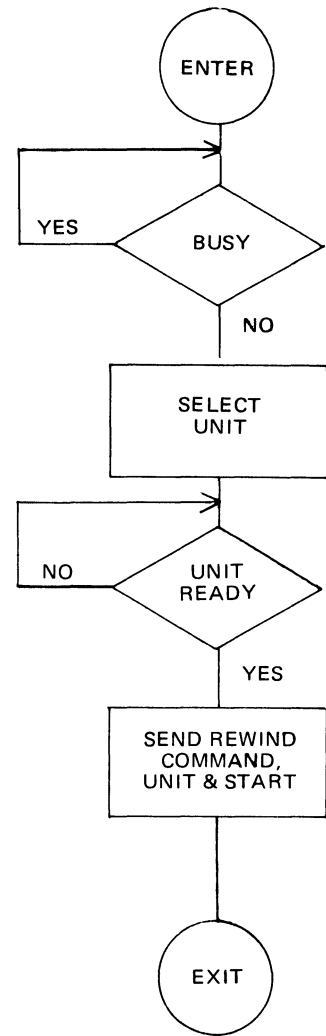 ENTER
BUSY
YES
NO
SELECT
UNIT
UNIT
READY
NO
YES
SEND REWIND
COMMAND,
UNIT & START
EXIT